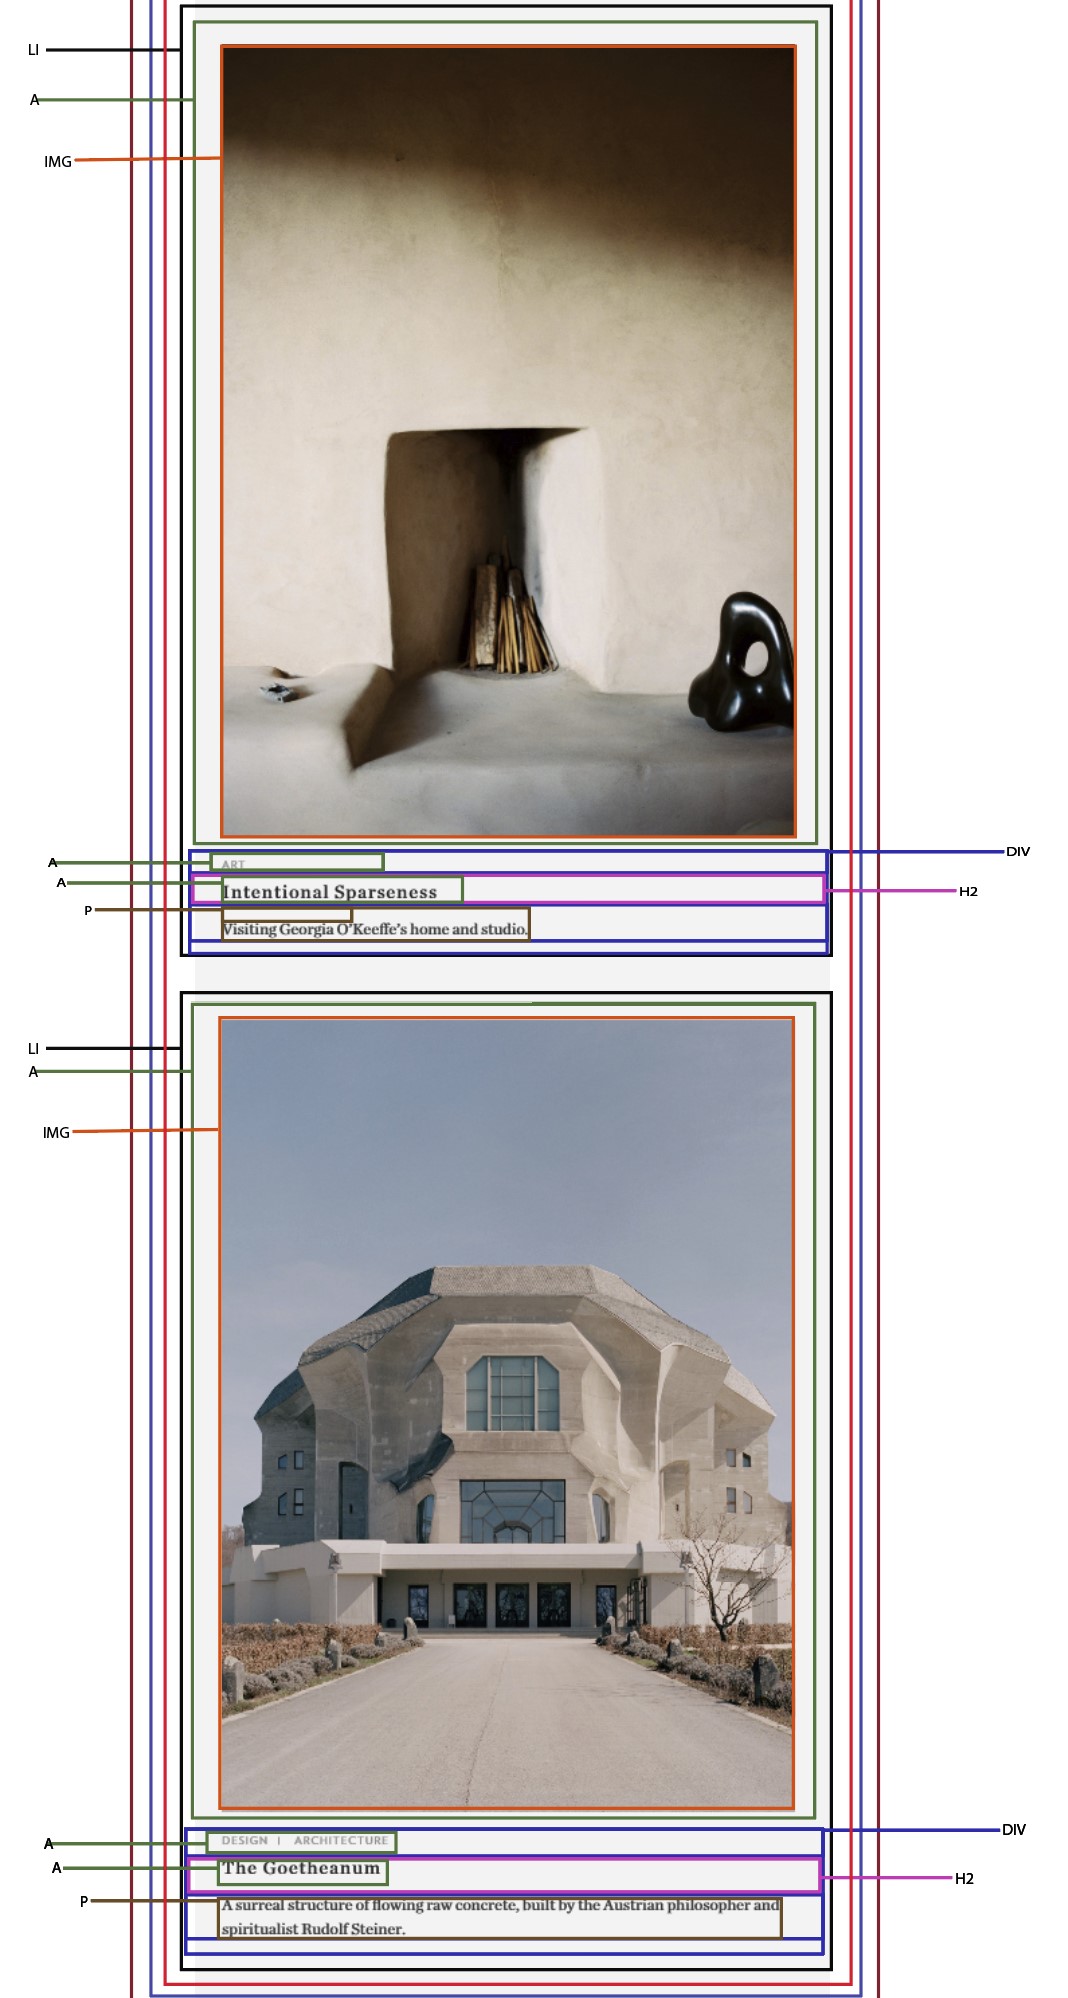 LI
A
IMG
A
ART
DIV
A
Intentional Sparseness
H2
P
Visiting Georgia O'Keeffe's home and studio.
LI
A
IMG
A
DESIGN | ARCHITECTURE
DIV
A
The Goetheanum
H2
P
A surreal structure of flowing raw concrete, built by the Austrian philosopher and
spiritualist Rudolf Steiner.